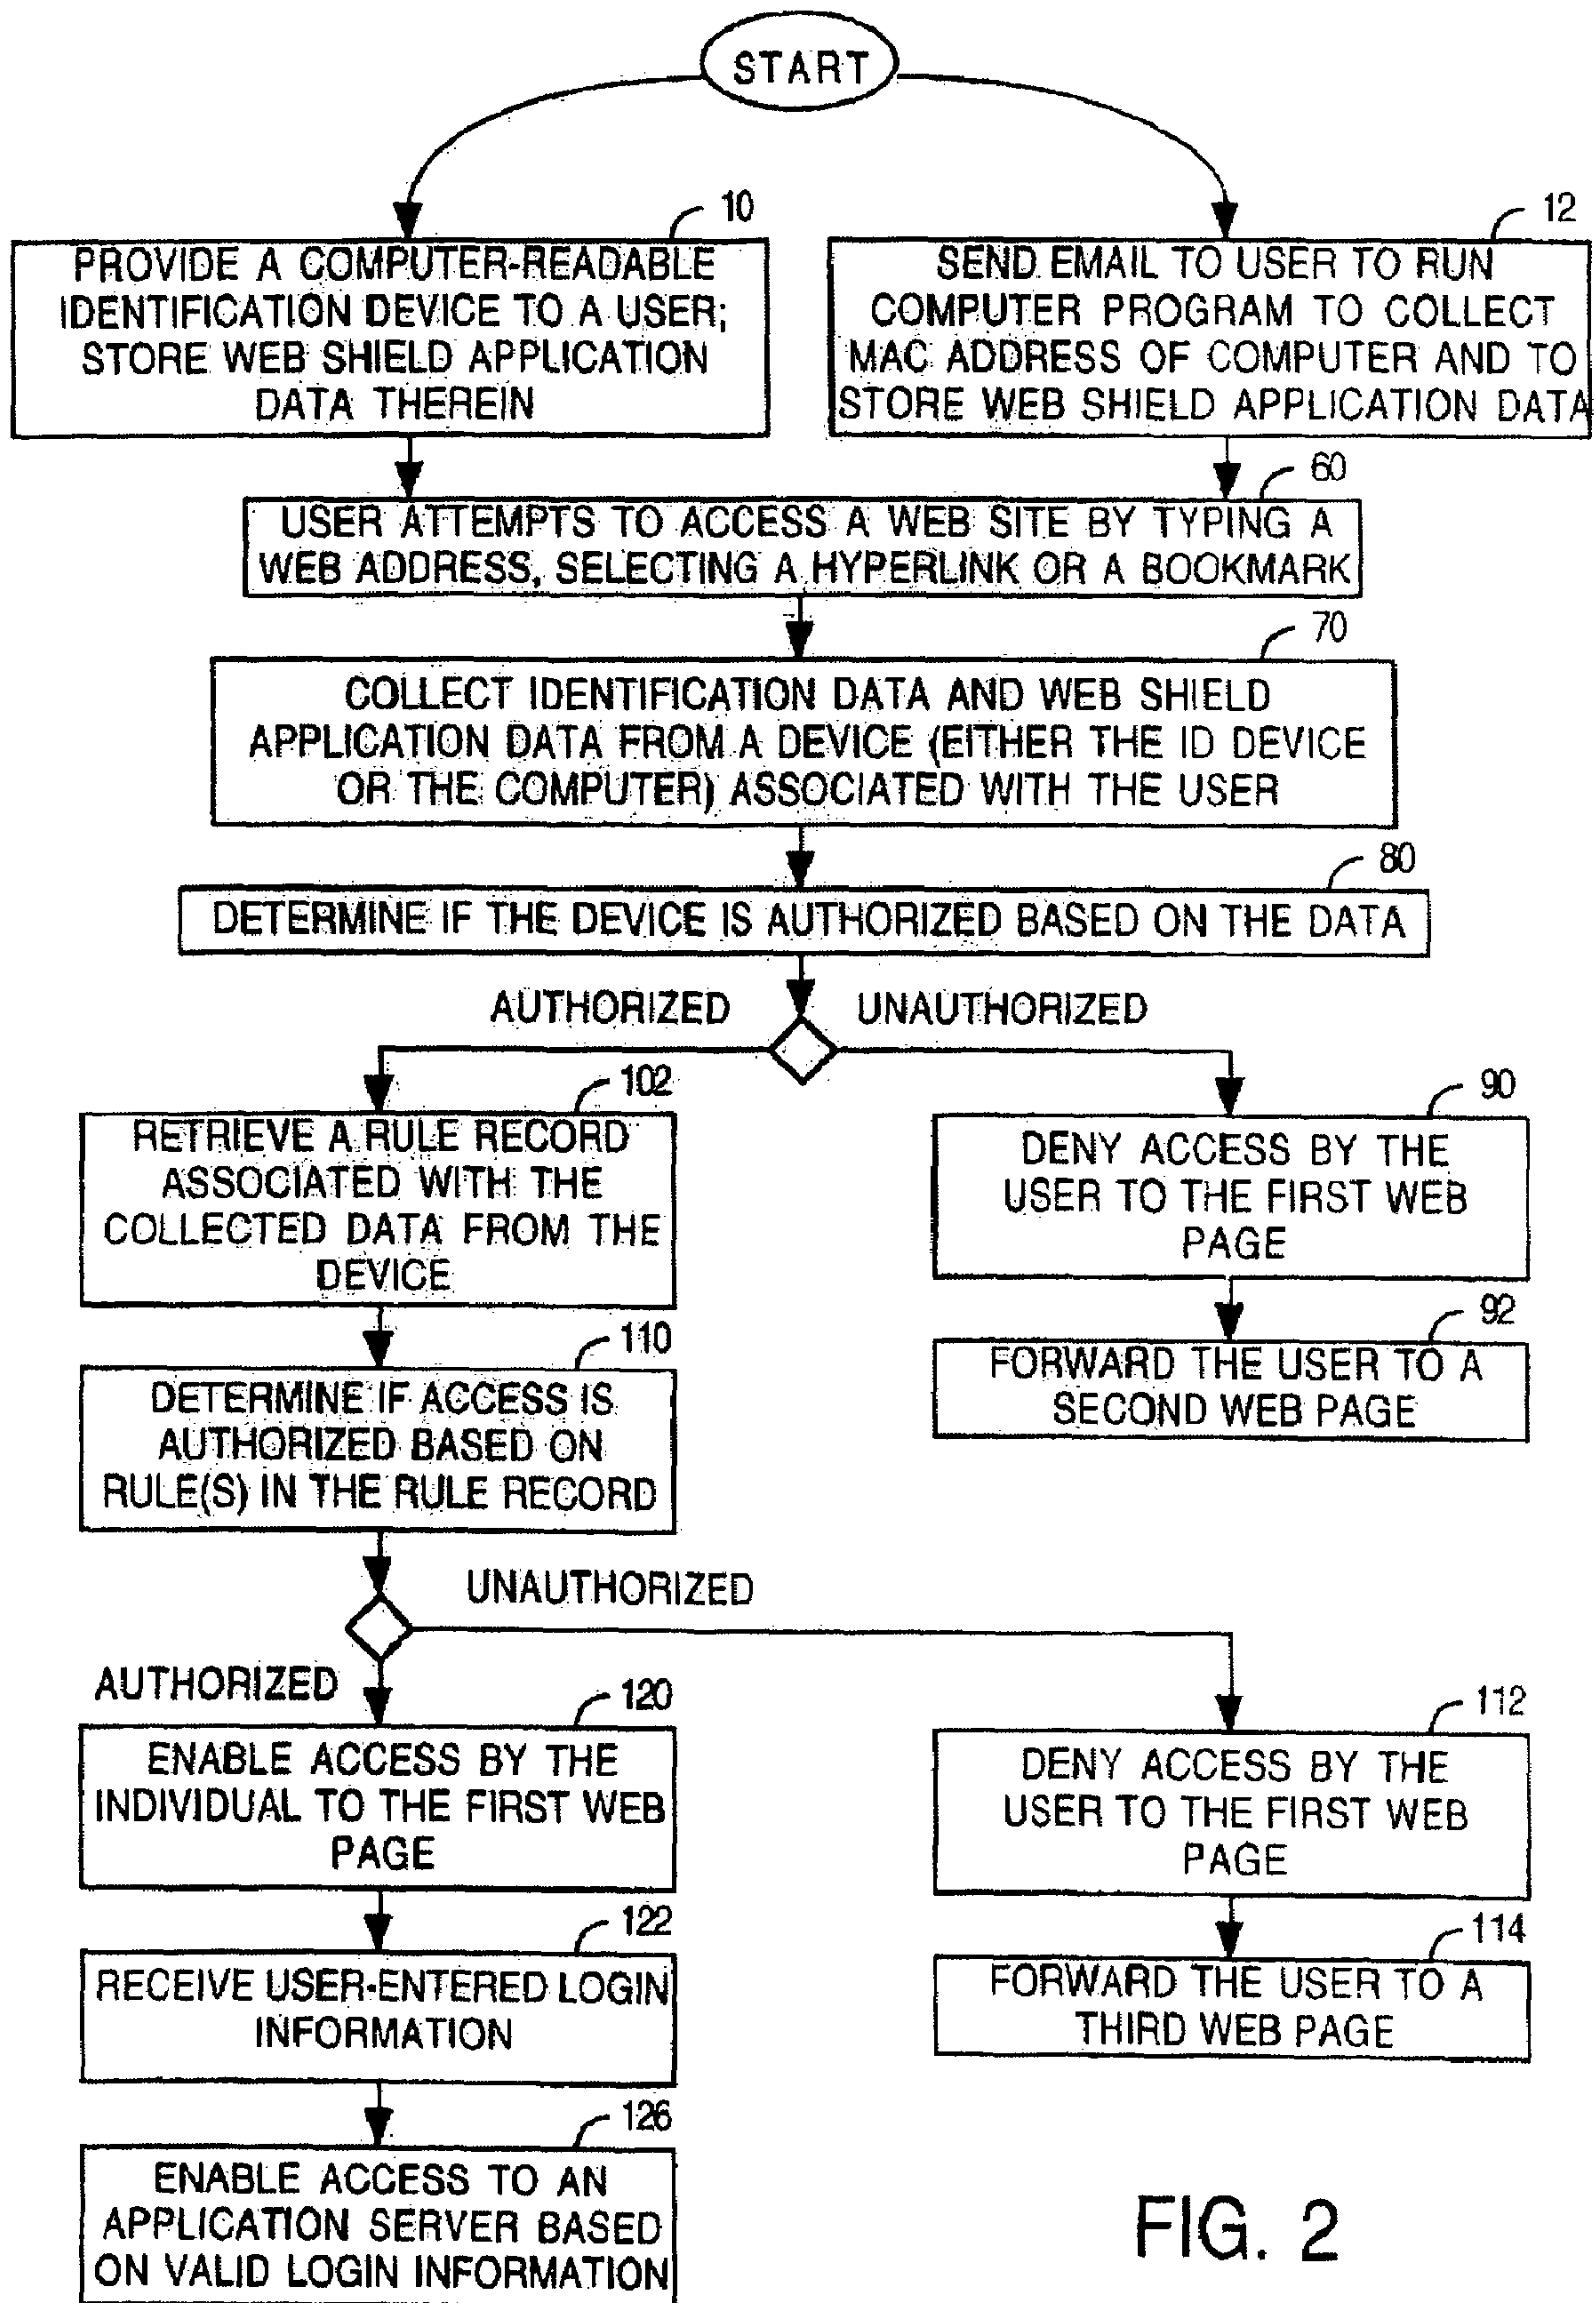 START
10
PROVIDE A COMPUTER-READABLE
IDENTIFICATION DEVICE TO A USER;
STORE WEB SHIELD APPLICATION
DATA THEREIN
12
SEND EMAIL TO USER TO RUN
COMPUTER PROGRAM TO COLLECT
MAC ADDRESS OF COMPUTER AND TO
STORE WEB SHIELD APPLICATION DATA
60
USER ATTEMPTS TO ACCESS A WEB SITE BY TYPING A
WEB ADDRESS, SELECTING A HYPERLINK OR A BOOKMARK
70
COLLECT IDENTIFICATION DATA AND WEB SHIELD
APPLICATION DATA FROM A DEVICE (EITHER THE ID DEVICE
OR THE COMPUTER) ASSOCIATED WITH THE USER
80
DETERMINE IF THE DEVICE IS AUTHORIZED BASED ON THE DATA
AUTHORIZED
UNAUTHORIZED
102
RETRIEVE A RULE RECORD
ASSOCIATED WITH THE
COLLECTED DATA FROM THE
DEVICE
90
DENY ACCESS BY THE
USER TO THE FIRST WEB
PAGE
92
FORWARD THE USER TO A
SECOND WEB PAGE
110
DETERMINE IF ACCESS IS
AUTHORIZED BASED ON
RULE(S) IN THE RULE RECORD
UNAUTHORIZED
AUTHORIZED
120
ENABLE ACCESS BY THE
INDIVIDUAL TO THE FIRST WEB
PAGE
112
DENY ACCESS BY THE
USER TO THE FIRST WEB
PAGE
122
RECEIVE USER-ENTERED LOGIN
INFORMATION
114
FORWARD THE USER TO A
THIRD WEB PAGE
126
ENABLE ACCESS TO AN
APPLICATION SERVER BASED
ON VALID LOGIN INFORMATION
FIG. 2